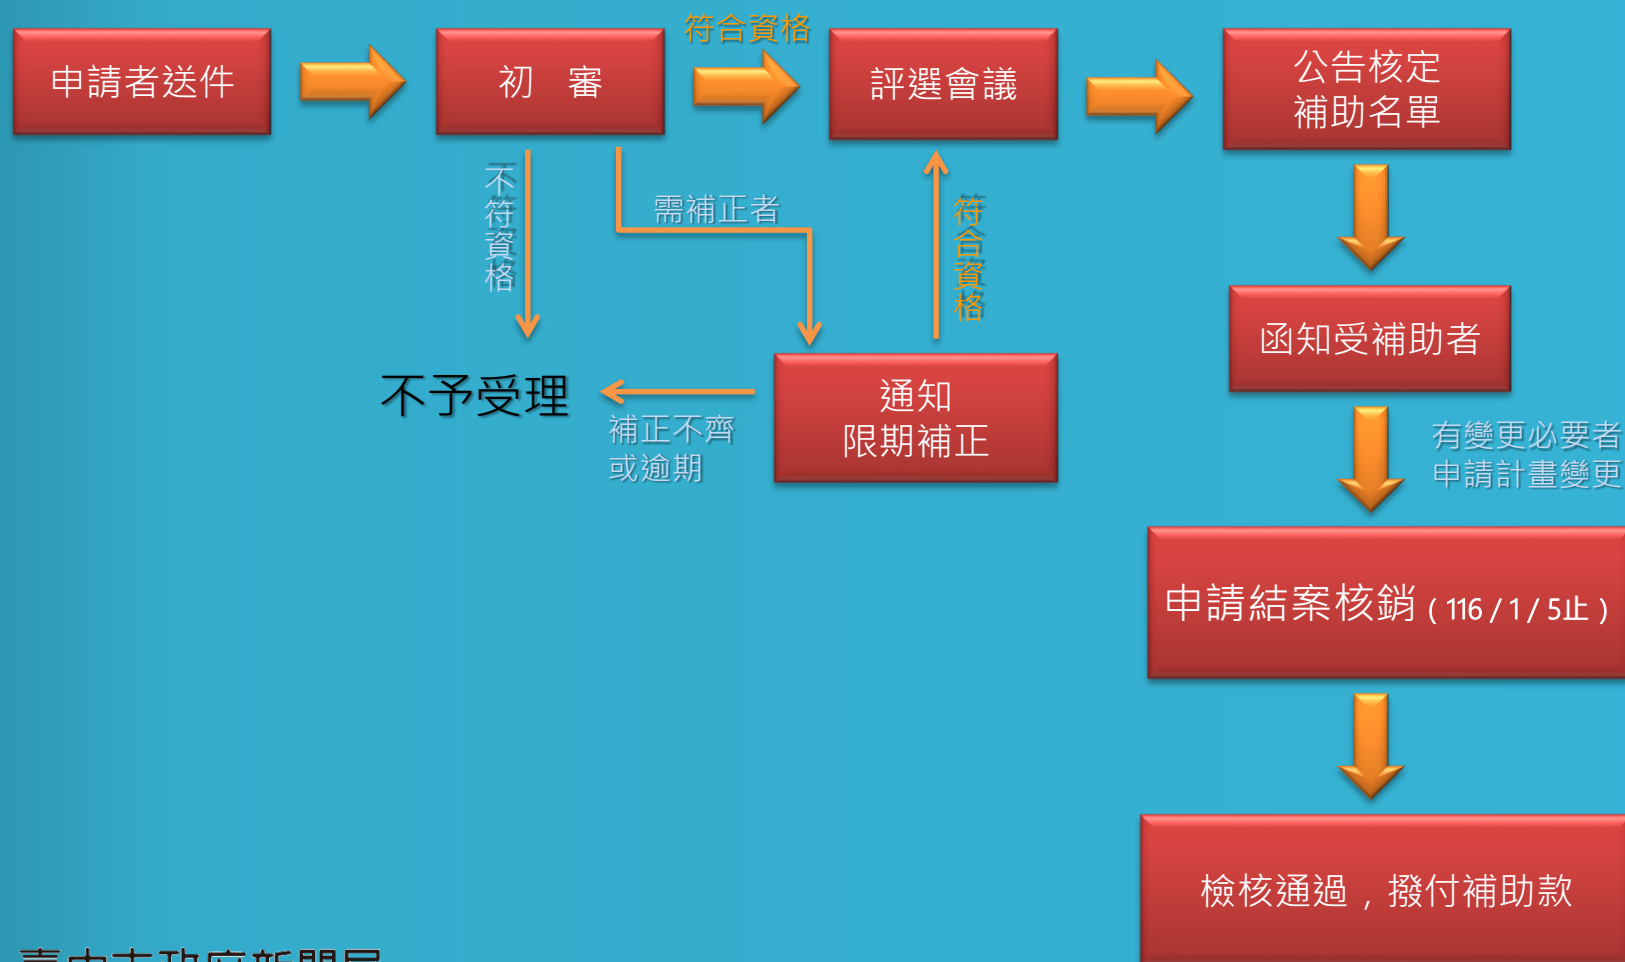 申請者送件
初　審
符合資格
評選會議
公告核定
補助名單
不符資格
需補正者
符合資格
函知受補助者
不予受理
補正不齊
或逾期
通知
限期補正
有變更必要者
申請計畫變更
申請結案核銷 ( 116 / 1 / 5止 )
檢核通過，撥付補助款